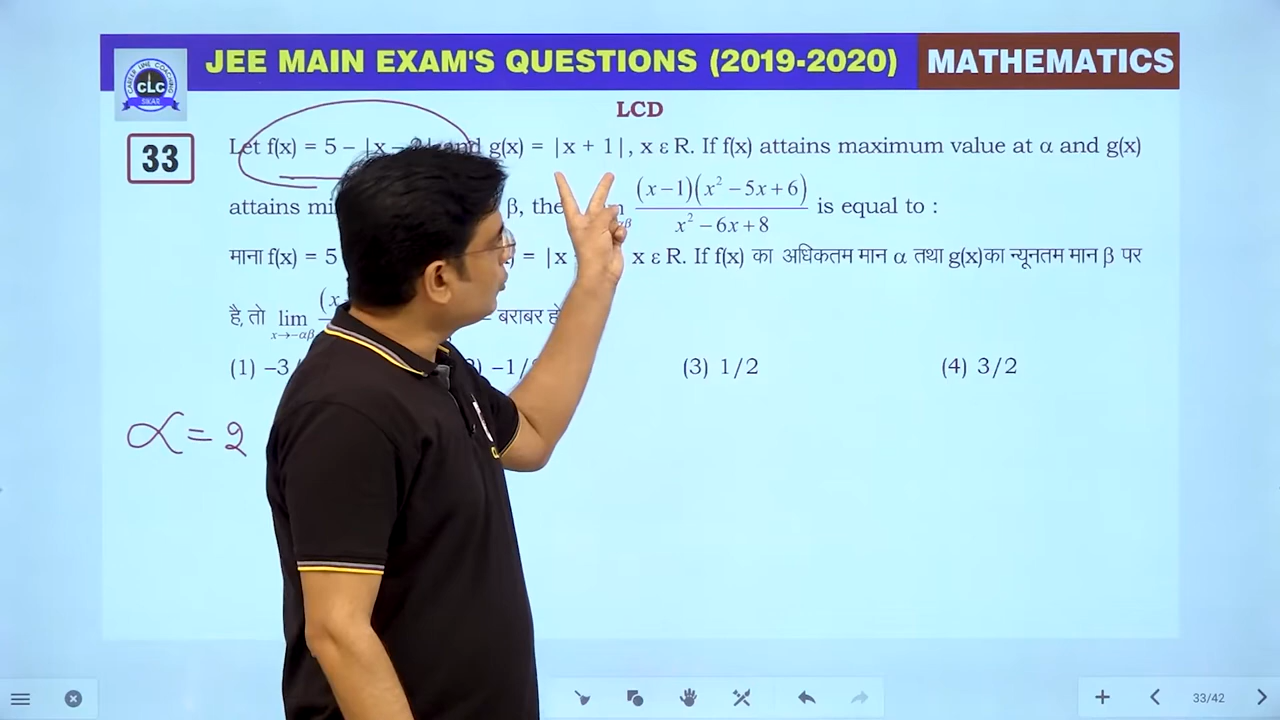 JEE MAIN EXAM'S QUESTIONS (2019-2020) MATHEMATICS
CLC
SIKAR
LCD
33
Let f(x) = 5 – |x – 2| and g(x) = |x + 1|, x ε R. If f(x) attains maximum value at α and g(x)
attains β, (x–1)(x² –5x+6) / x² –6x+8 is equal to :
माना f(x) = 5 = |x x ε R. If f(x) का अधिकतम मान α तथा g(x)का न्यूनतम मान β पर
है, तो lim x→–αβ बराबर
(1) –3 –1/ (3) 1/2 (4) 3/2
α = 2
33/42